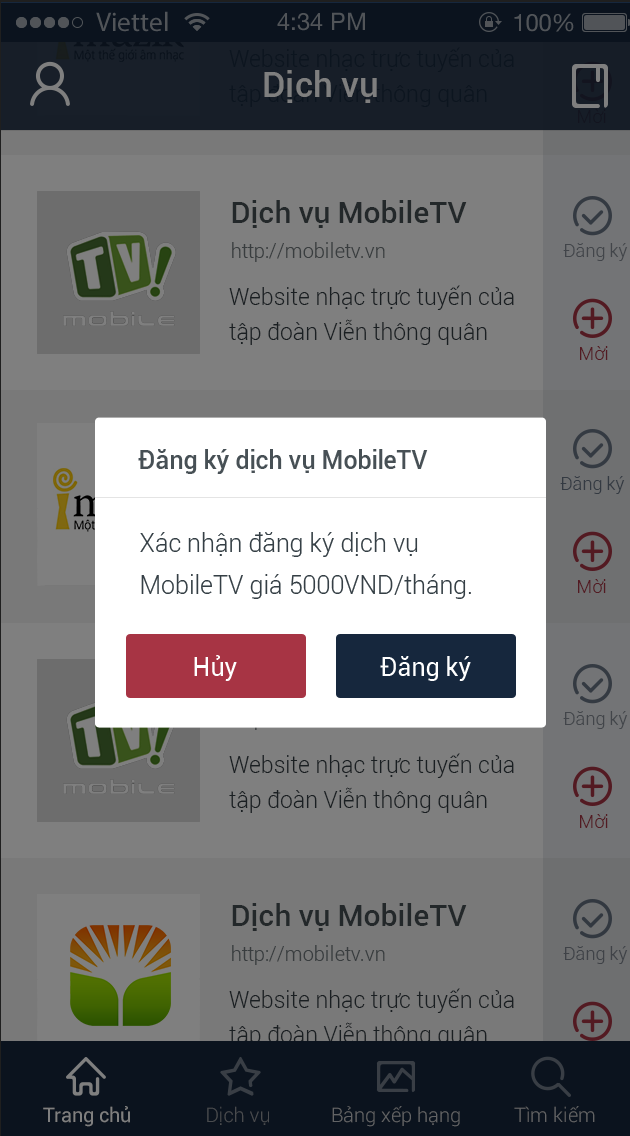 Viettel 4:34 PM 100%
Một thế giới âm nhạc
Website nhạc trực tuyến của
tập đoàn Viễn thông quân
Dịch vụ
Mời
Dịch vụ MobileTV
http://mobiletv.vn
Website nhạc trực tuyến của
tập đoàn Viễn thông quân
TV!
mobile
Đăng ký
Mời
Đăng ký dịch vụ MobileTV
Xác nhận đăng ký dịch vụ
MobileTV giá 5000VND/tháng.
Hủy
Đăng ký
Một
Đăng ký
Mời
TV!
mobile
Website nhạc trực tuyến của
tập đoàn Viễn thông quân
Đăng ký
Mời
Dịch vụ MobileTV
http://mobiletv.vn
Website nhạc trực tuyến của
tập đoàn Viễn thông quân
Đăng ký
Trang chủ
Dịch vụ
Bảng xếp hạng
Tìm kiếm